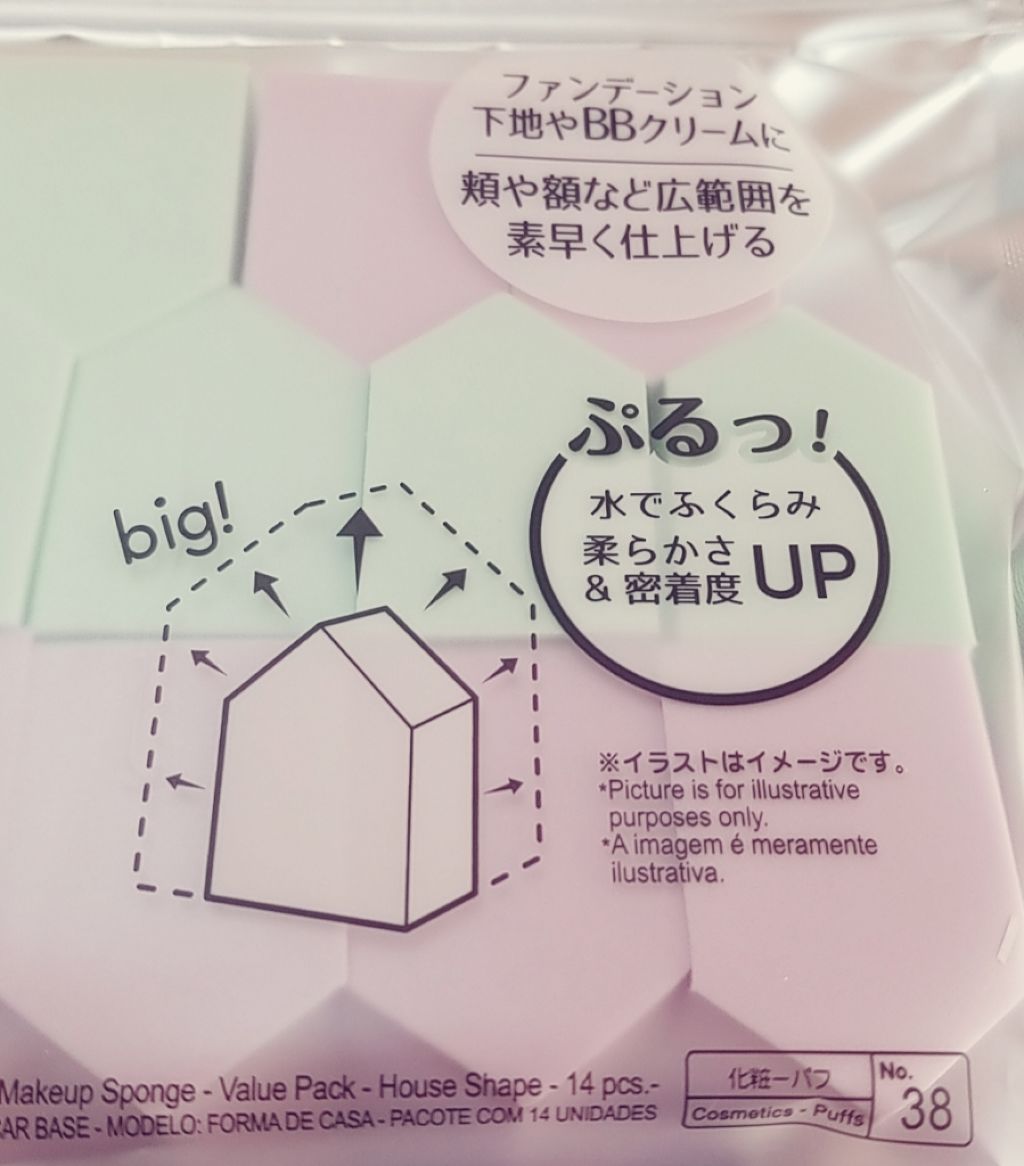 ファンデーション
下地やBBクリームに
頬や額など広範囲を
素早く仕上げる
ぷるっ!
big!
水でふくらみ
柔らかさ
& 密着度 UP
※イラストはイメージです。
*Picture is for illustrative
purposes only.
*A imagem é meramente
ilustrativa.
Makeup Sponge - Value Pack - House Shape - 14 pcs.-
BASE - MODELO: FORMA DE CASA - PACOTE COM 14 UNIDADES
化粧-パフ
Cosmetics - Puffs
No.
38